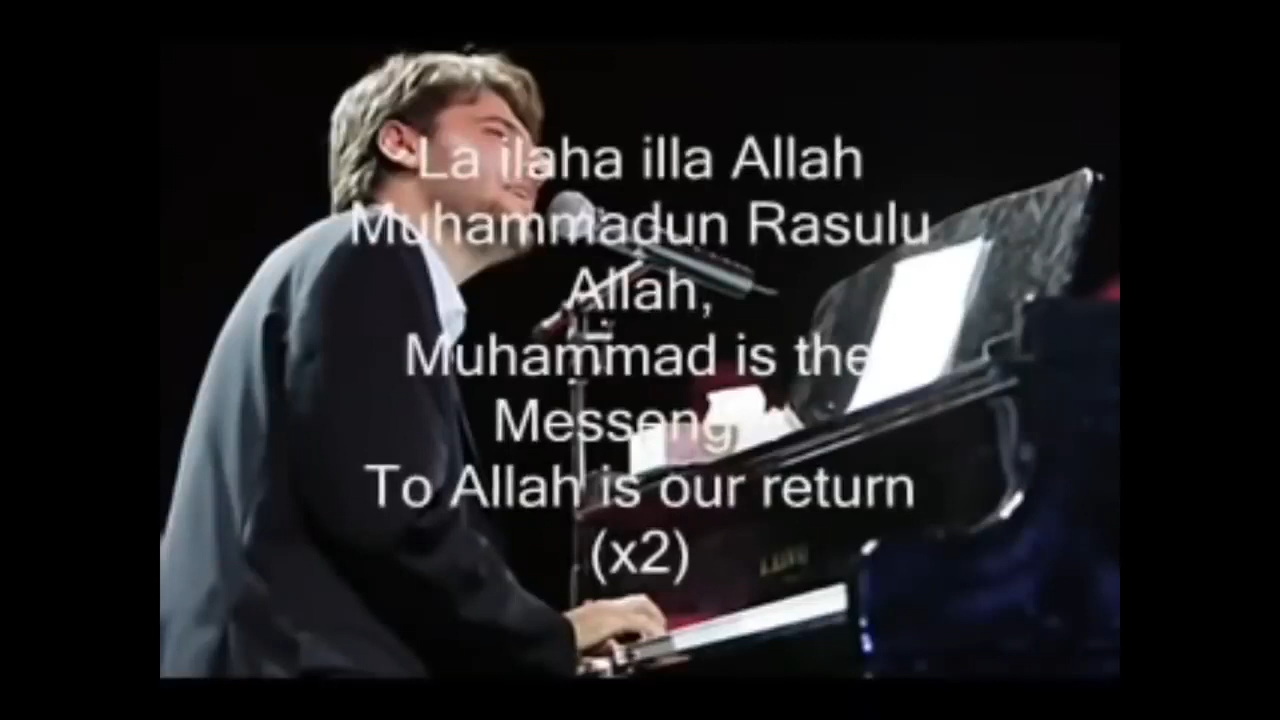 La ilaha illa Allah
Muhammadun Rasulu
Allah,
Muhammad is the
To Allah is our return
(x2)